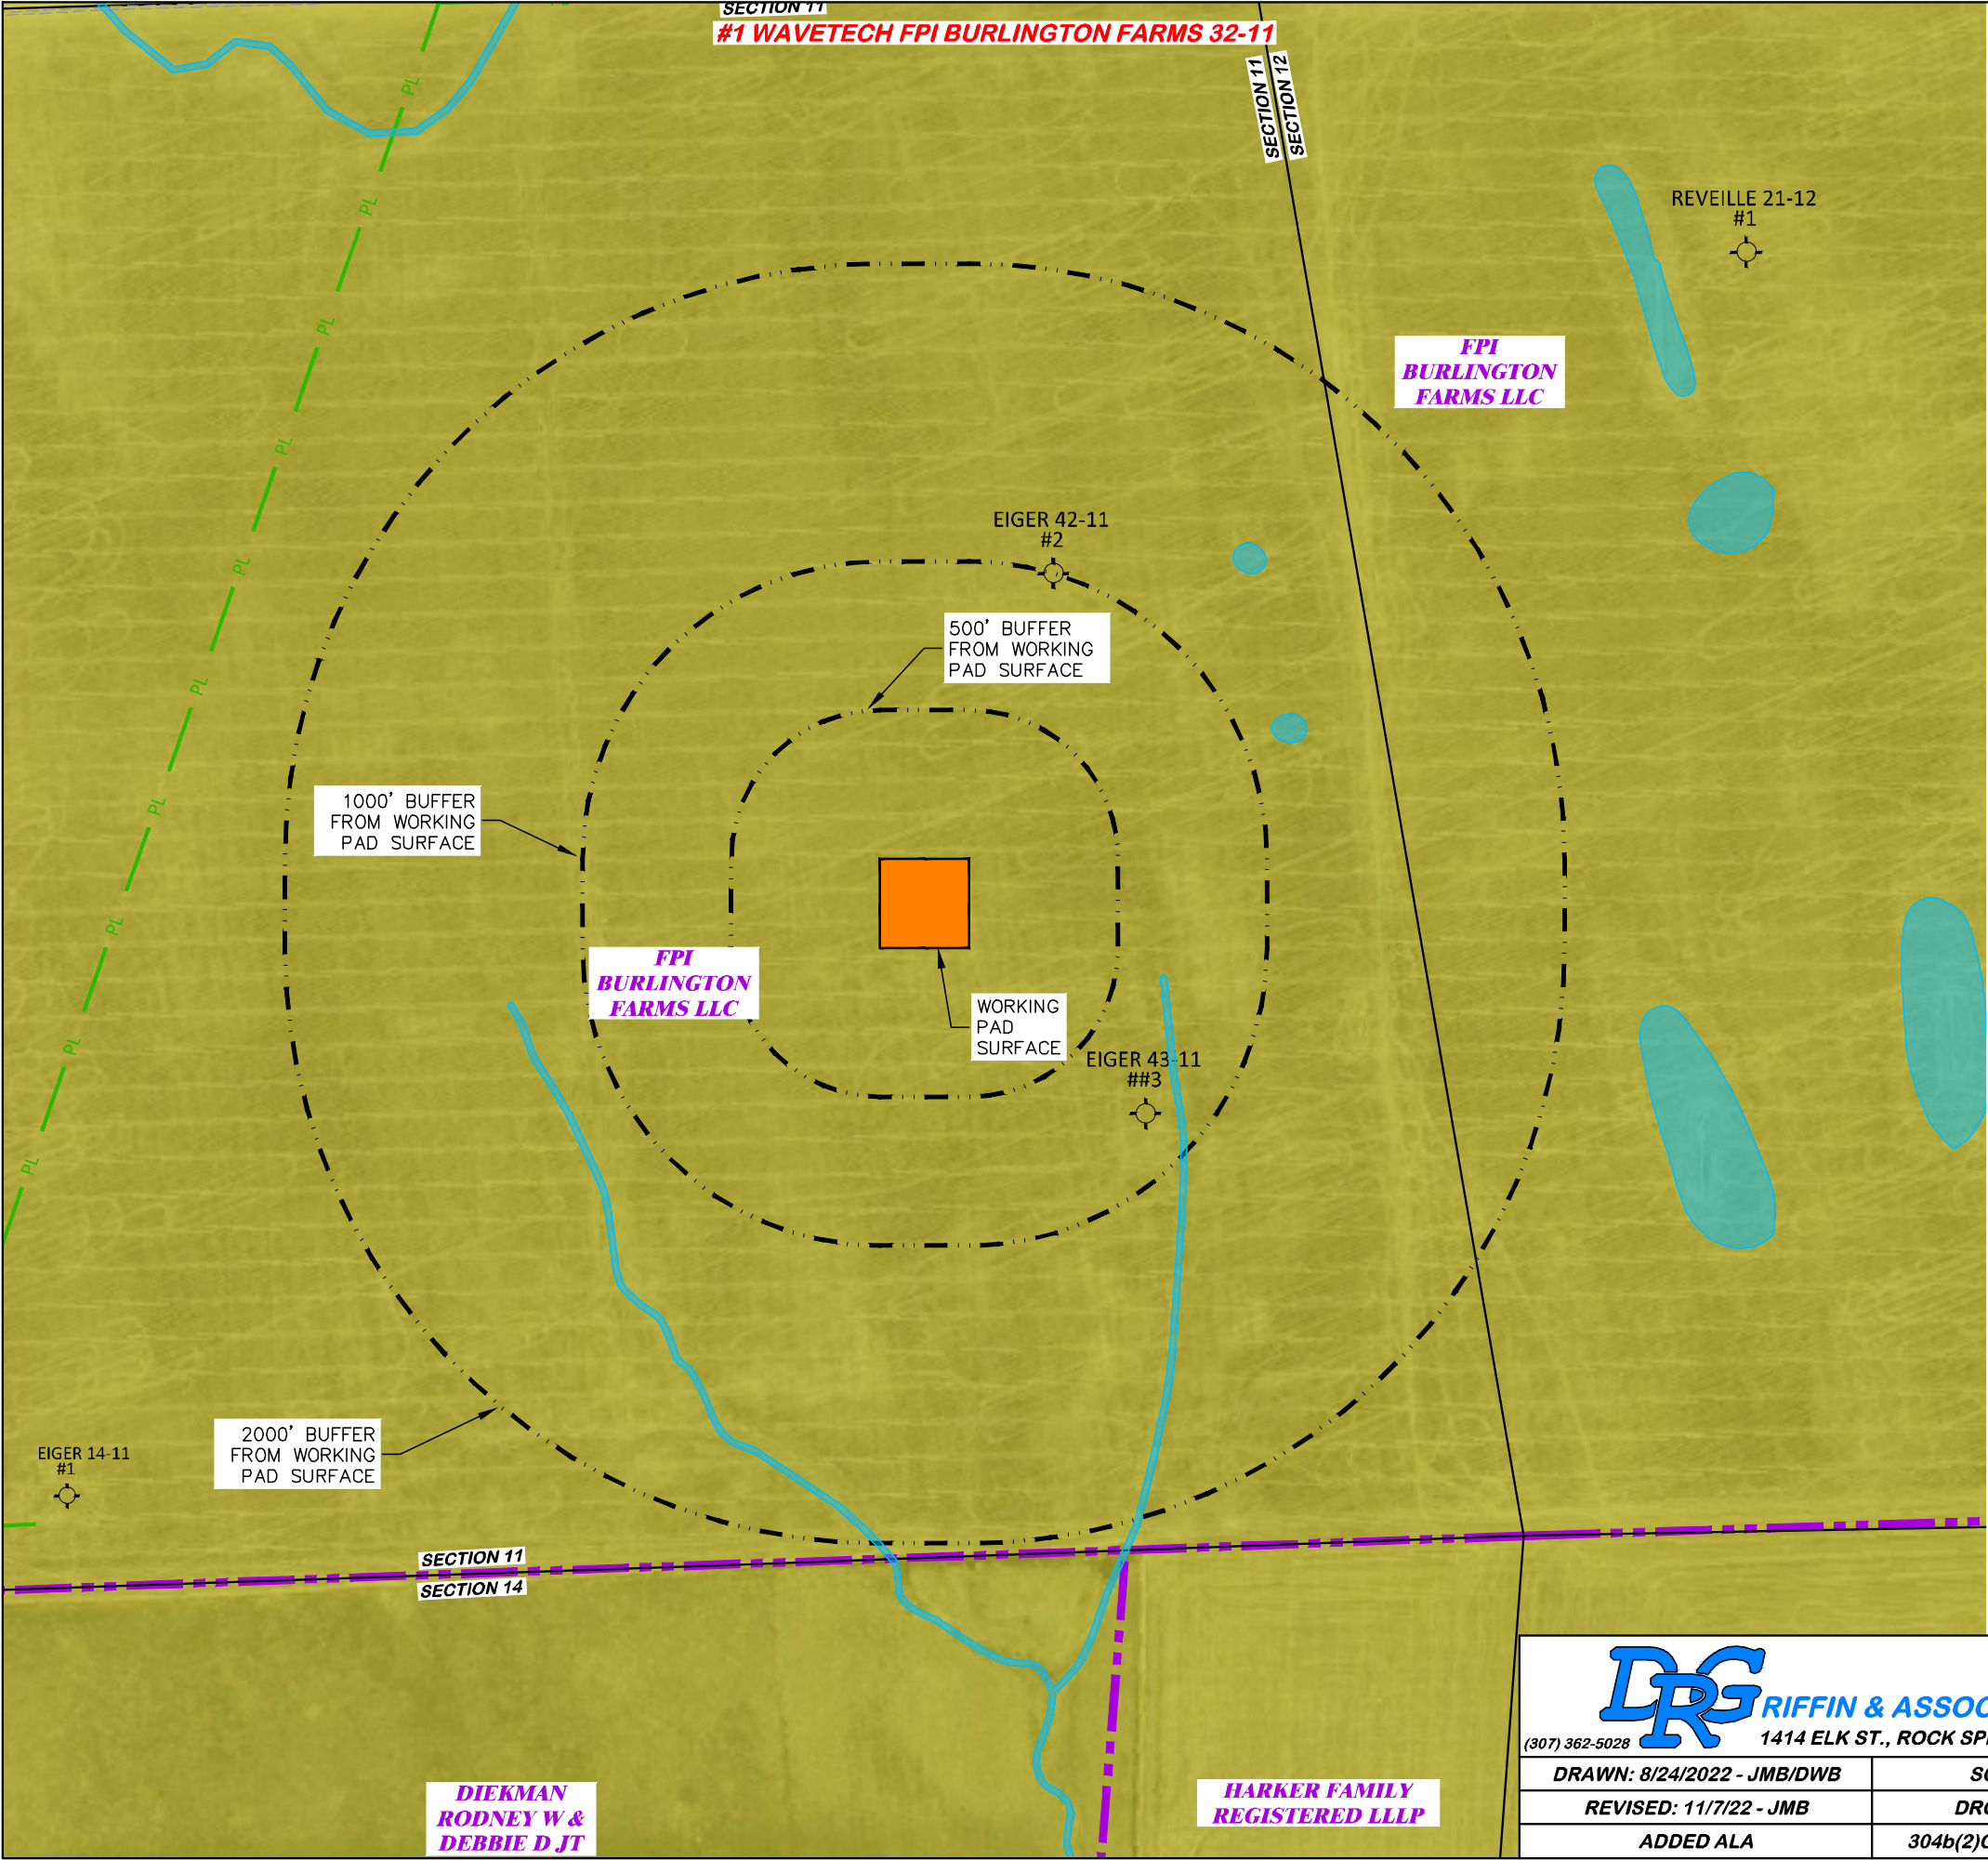 SECTION 11
#1 WAVETECH FPI BURLINGTON FARMS 32-11
SECTION 11
SECTION 12
PL
PL
PL
PL
PL
PL
PL
PL
PL
PL
REVEILLE 21-12
#1
FPI
BURLINGTON
FARMS LLC
EIGER 42-11
#2
500' BUFFER
FROM WORKING
PAD SURFACE
1000' BUFFER
FROM WORKING
PAD SURFACE
FPI
BURLINGTON
FARMS LLC
WORKING
PAD
SURFACE
EIGER 43-11
##3
2000' BUFFER
FROM WORKING
PAD SURFACE
EIGER 14-11
#1
SECTION 11
SECTION 14
DIEKMAN
RODNEY W &
DEBBIE D JT
HARKER FAMILY
REGISTERED LLLP
DRG
RIFFIN & ASSOC
(307) 362-5028
1414 ELK ST., ROCK SP
DRAWN: 8/24/2022 - JMB/DWB
REVISED: 11/7/22 - JMB
DR
ADDED ALA
304b(2)